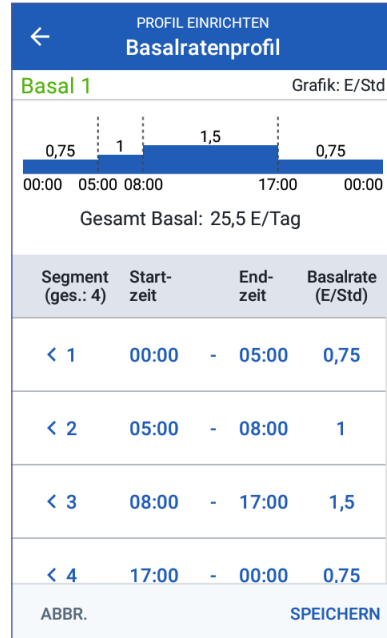 PROFIL EINRICHTEN
Basalratenprofil
Basal 1 Grafik: E/Std
0,75 1 1,5 0,75
00:00 05:00 08:00 17:00 00:00
Gesamt Basal: 25,5 E/Tag
Segment Start- End- Basalrate
(ges.: 4) zeit zeit (E/Std)
< 1 00:00 - 05:00 0,75
< 2 05:00 - 08:00 1
< 3 08:00 - 17:00 1,5
< 4 17:00 - 00:00 0,75
ABBR. SPEICHERN